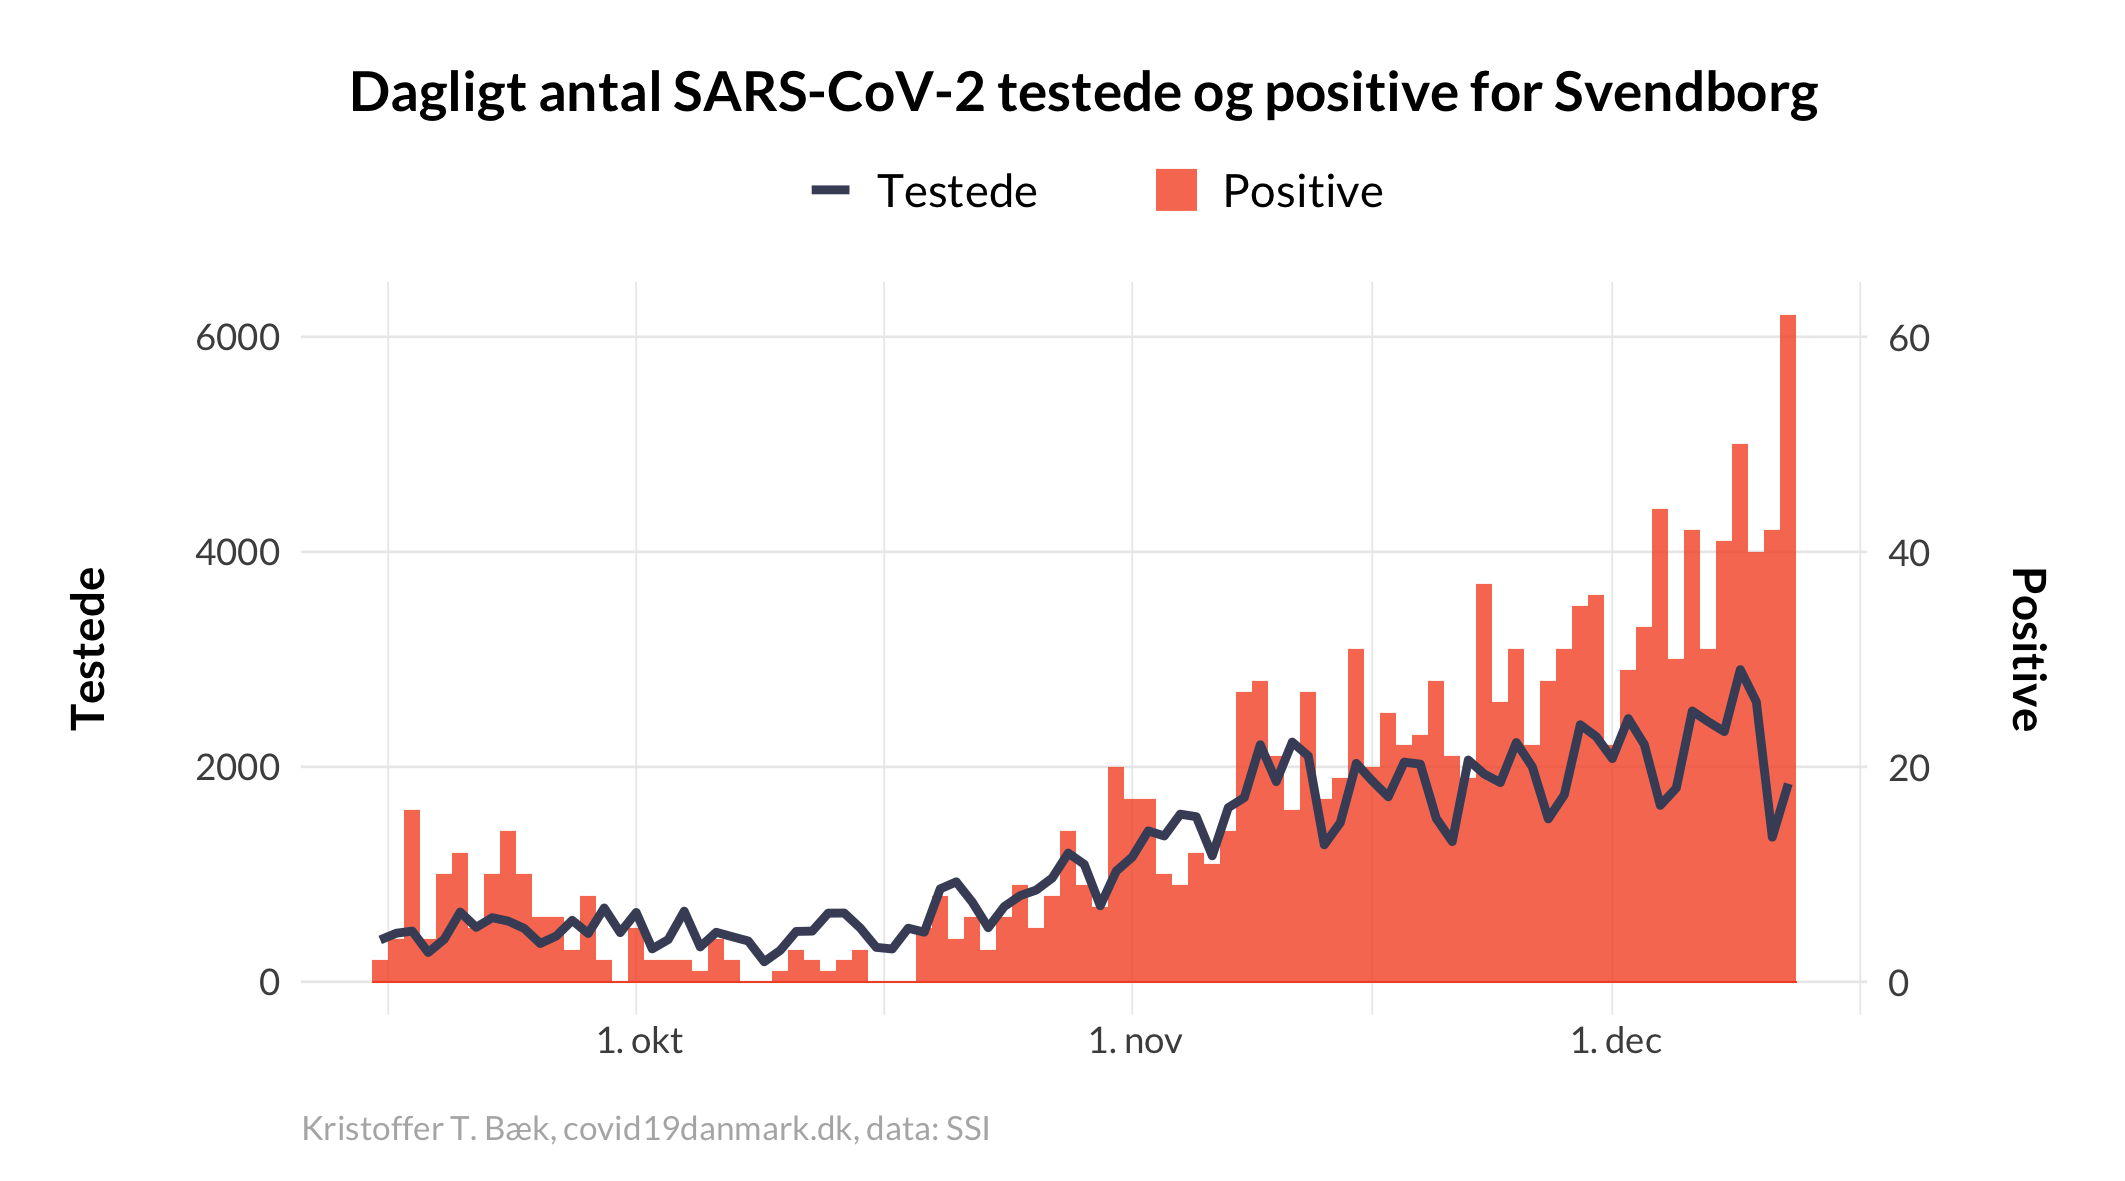 Dagligt antal SARS-CoV-2 testede og positive for Svendborg
Testede
Positive
6000
4000
2000
0
60
40
20
0
Testede
Positive
1. okt
1. nov
1. dec
Kristoffer T. Bæk, covid19danmark.dk, data: SSI